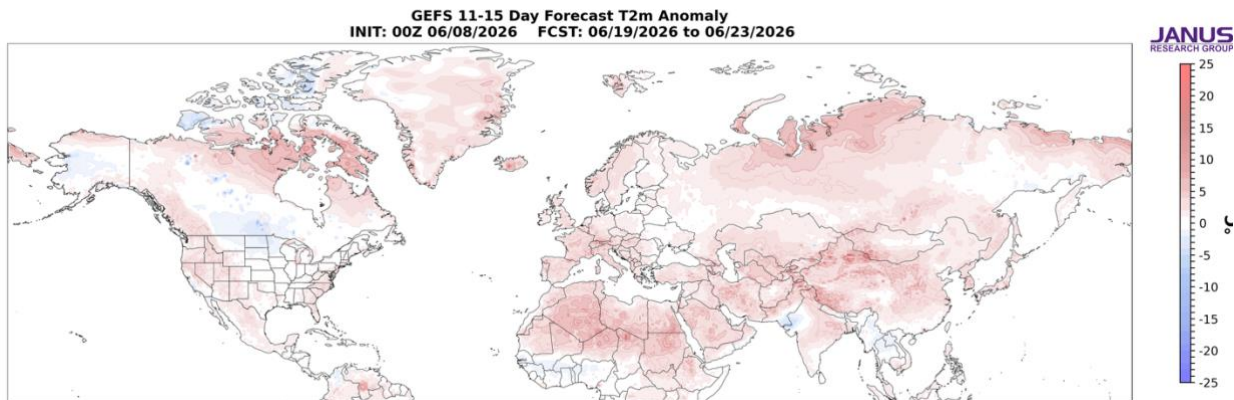 GEFS 11-15 Day Forecast T2m Anomaly
INIT: 00Z 06/08/2026 FCST: 06/19/2026 to 06/23/2026
JANUS
RESEARCH GROUP
25
20
15
10
5
0
-5
-10
-15
-20
-25